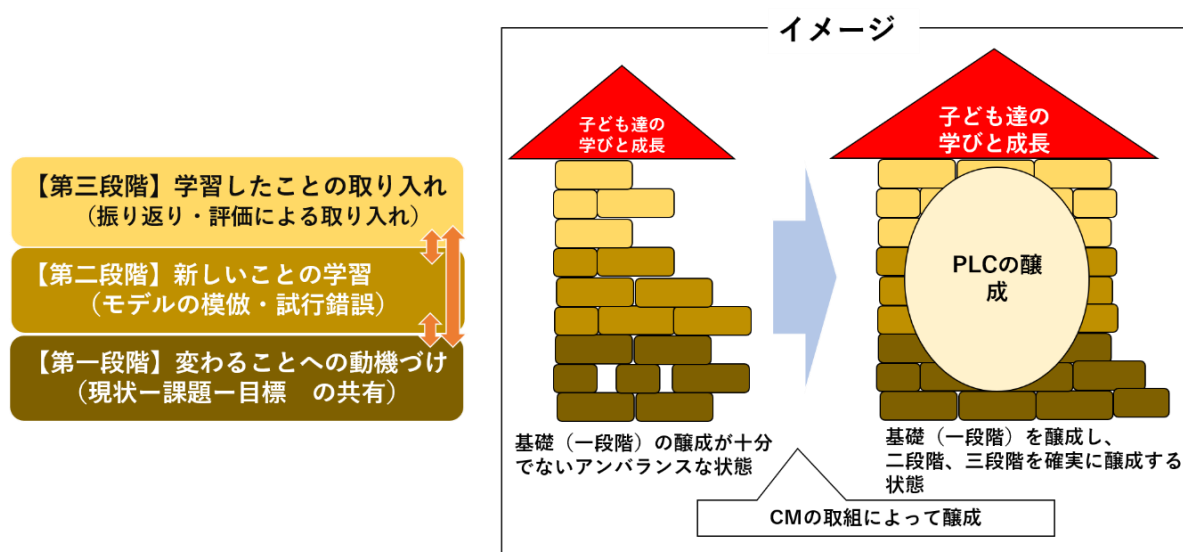 イメージ
【第三段階】学習したことの取り入れ
（振り返り・評価による取り入れ）
【第二段階】新しいことの学習
（モデルの模倣・試行錯誤）
【第一段階】変わることへの動機づけ
（現状ー課題ー目標　の共有）
子ども達の
学びと成長
基礎（一段階）の醸成が十分
でないアンバランスな状態
子ども達の
学びと成長
PLCの醸
成
基礎（一段階）を醸成し、
二段階、三段階を確実に醸成する
状態
CMの取組によって醸成